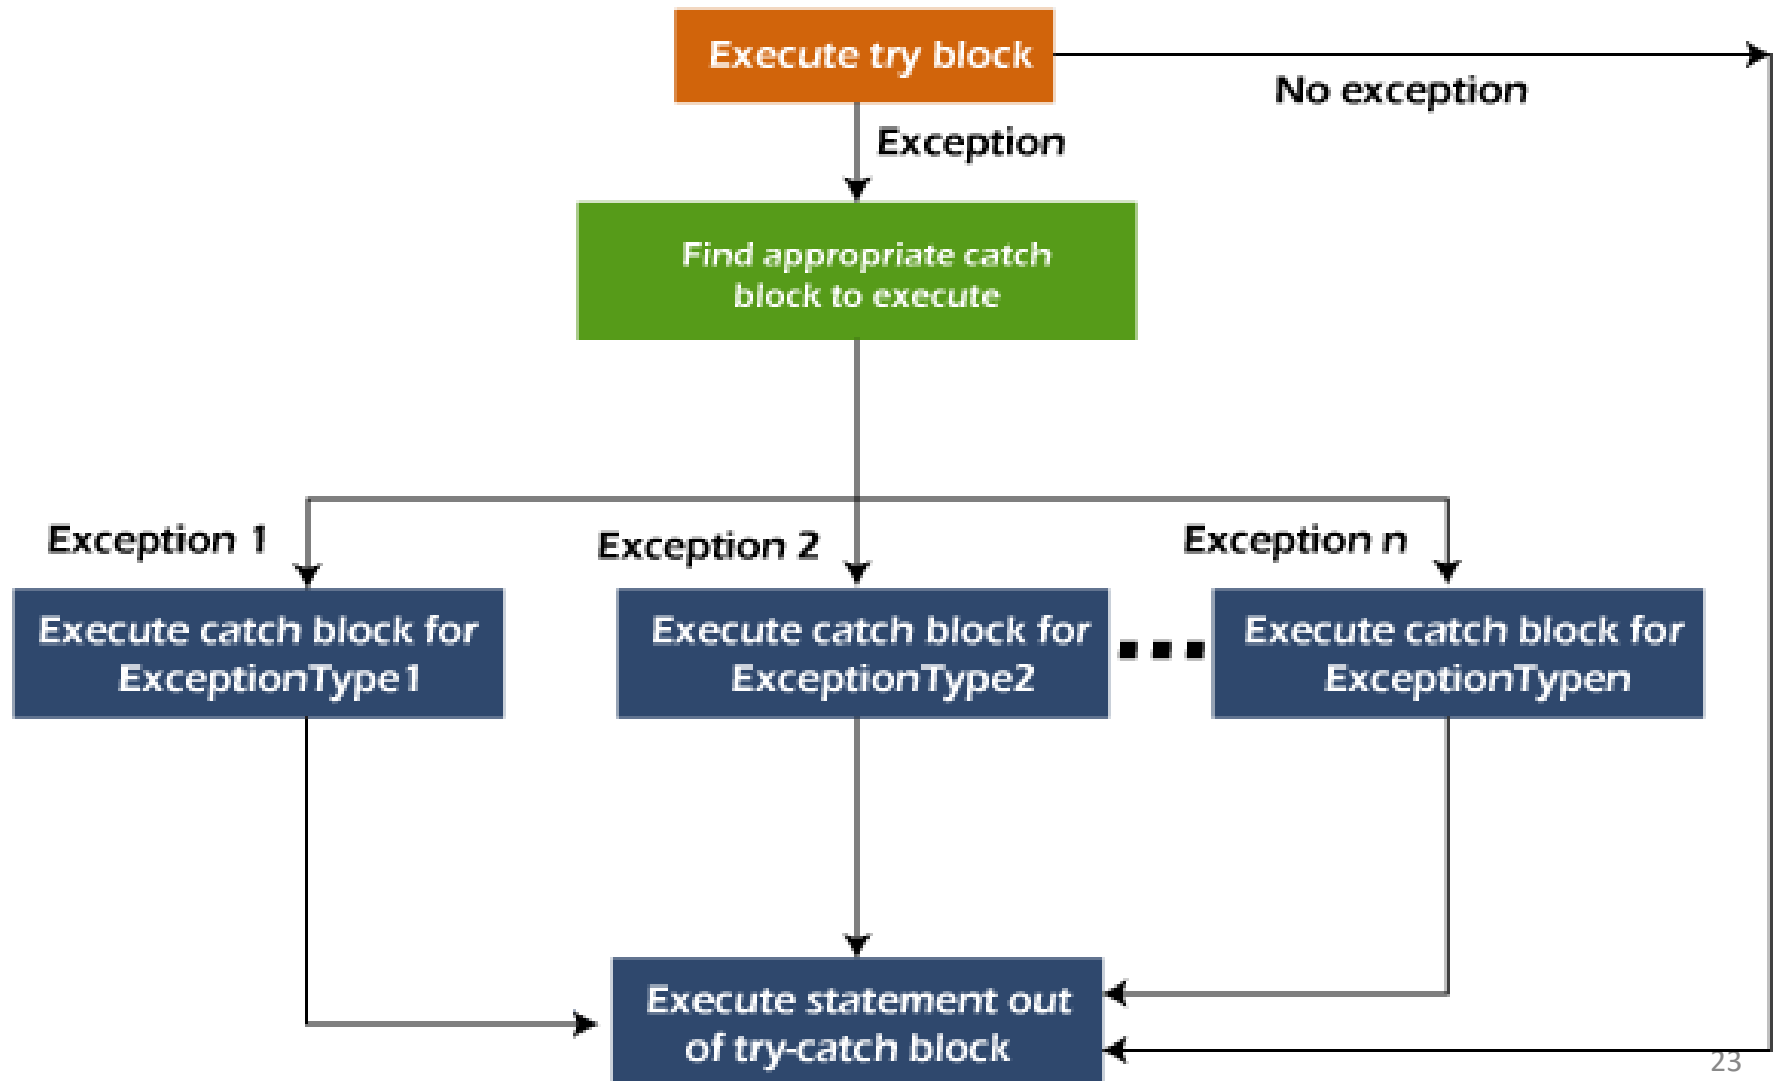 Execute try block
No exception
Exception
Find appropriate catch
block to execute
Exception 1
Exception 2
Exception n
Execute catch block for
ExceptionType1
Execute catch block for
ExceptionType2
Execute catch block for
ExceptionTypen
Execute statement out
of try-catch block
23